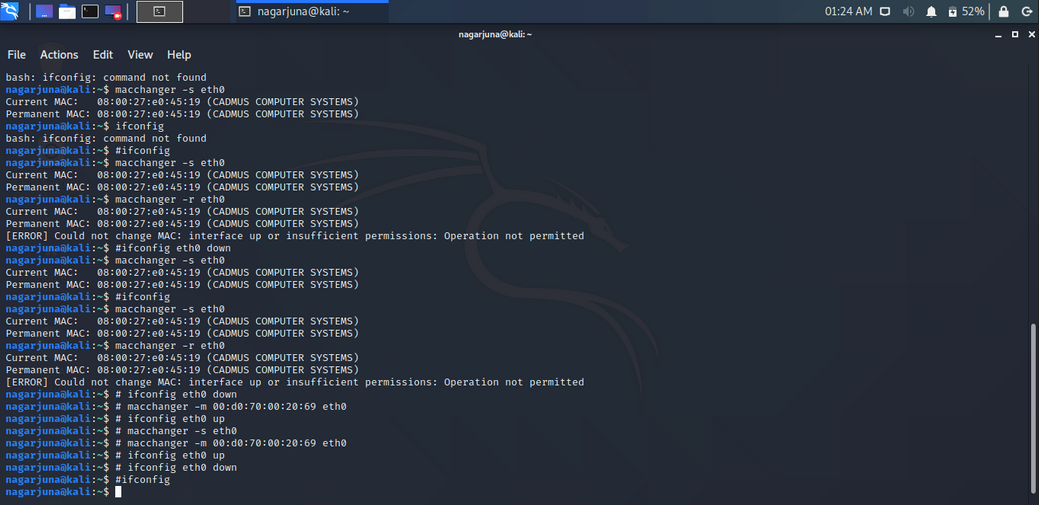 nagarjuna@kali: ~
01:24 AM
52%
nagarjuna@kali: ~
File Actions Edit View Help
bash: ifconfig: command not found
nagarjuna@kali:~$ macchanger -s eth0
Current MAC:   08:00:27:e0:45:19 (CADMUS COMPUTER SYSTEMS)
Permanent MAC: 08:00:27:e0:45:19 (CADMUS COMPUTER SYSTEMS)
nagarjuna@kali:~$ ifconfig
bash: ifconfig: command not found
nagarjuna@kali:~$ #ifconfig
nagarjuna@kali:~$ macchanger -s eth0
Current MAC:   08:00:27:e0:45:19 (CADMUS COMPUTER SYSTEMS)
Permanent MAC: 08:00:27:e0:45:19 (CADMUS COMPUTER SYSTEMS)
nagarjuna@kali:~$ macchanger -r eth0
Current MAC:   08:00:27:e0:45:19 (CADMUS COMPUTER SYSTEMS)
Permanent MAC: 08:00:27:e0:45:19 (CADMUS COMPUTER SYSTEMS)
[ERROR] Could not change MAC: interface up or insufficient permissions: Operation not permitted
nagarjuna@kali:~$ #ifconfig eth0 down
nagarjuna@kali:~$ macchanger -s eth0
Current MAC:   08:00:27:e0:45:19 (CADMUS COMPUTER SYSTEMS)
Permanent MAC: 08:00:27:e0:45:19 (CADMUS COMPUTER SYSTEMS)
nagarjuna@kali:~$ #ifconfig
nagarjuna@kali:~$ macchanger -s eth0
Current MAC:   08:00:27:e0:45:19 (CADMUS COMPUTER SYSTEMS)
Permanent MAC: 08:00:27:e0:45:19 (CADMUS COMPUTER SYSTEMS)
nagarjuna@kali:~$ macchanger -r eth0
Current MAC:   08:00:27:e0:45:19 (CADMUS COMPUTER SYSTEMS)
Permanent MAC: 08:00:27:e0:45:19 (CADMUS COMPUTER SYSTEMS)
[ERROR] Could not change MAC: interface up or insufficient permissions: Operation not permitted
nagarjuna@kali:~$ # ifconfig eth0 down
nagarjuna@kali:~$ # macchanger -m 00:d0:70:00:20:69 eth0
nagarjuna@kali:~$ # ifconfig eth0 up
nagarjuna@kali:~$ # macchanger -s eth0
nagarjuna@kali:~$ # macchanger -m 00:d0:70:00:20:69 eth0
nagarjuna@kali:~$ # ifconfig eth0 up
nagarjuna@kali:~$ # ifconfig eth0 down
nagarjuna@kali:~$ #ifconfig
nagarjuna@kali:~$